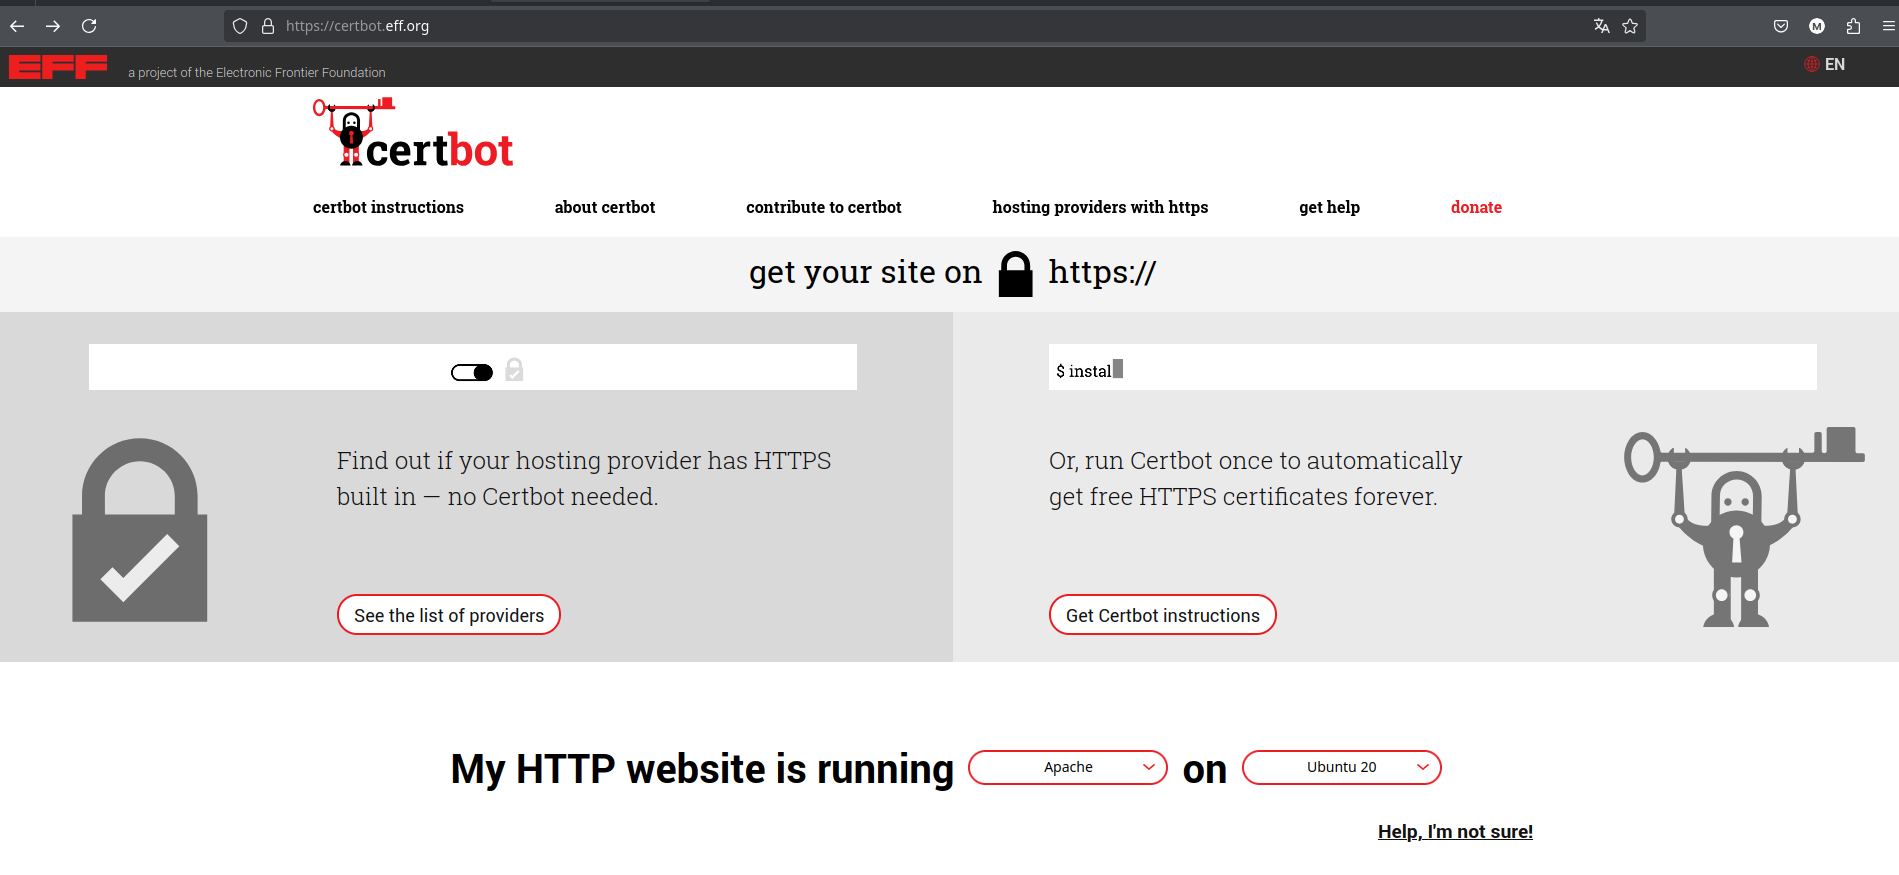 https://certbot.eff.org
M
EFF
a project of the Electronic Frontier Foundation
EN
certbot
certbot instructions
about certbot
contribute to certbot
hosting providers with https
get help
donate
get your site on https://
$ instal
Find out if your hosting provider has HTTPS
built in — no Certbot needed.
See the list of providers
Or, run Certbot once to automatically
get free HTTPS certificates forever.
Get Certbot instructions
My HTTP website is running Apache on Ubuntu 20
Help, I'm not sure!